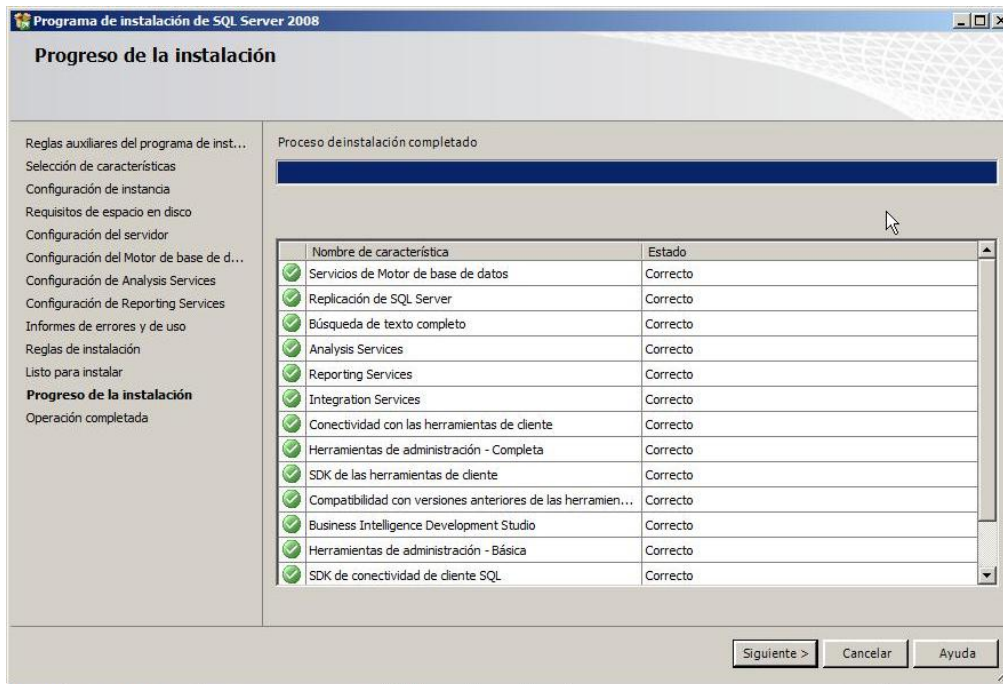 Programa de instalación de SQL Server 2008
Progreso de la instalación
Reglas auxiliares del programa de inst...
Selección de características
Configuración de instancia
Requisitos de espacio en disco
Configuración del servidor
Configuración del Motor de base de d...
Configuración de Analysis Services
Configuración de Reporting Services
Informes de errores y de uso
Reglas de instalación
Listo para instalar
Progreso de la instalación
Operación completada
Proceso de instalación completado
Nombre de característica Estado
Servicios de Motor de base de datos Correcto
Replicación de SQL Server Correcto
Búsqueda de texto completo Correcto
Analysis Services Correcto
Reporting Services Correcto
Integration Services Correcto
Conectividad con las herramientas de cliente Correcto
Herramientas de administración - Completa Correcto
SDK de las herramientas de cliente Correcto
Compatibilidad con versiones anteriores de las herramien... Correcto
Business Intelligence Development Studio Correcto
Herramientas de administración - Básica Correcto
SDK de conectividad de cliente SQL Correcto
Siguiente > Cancelar Ayuda